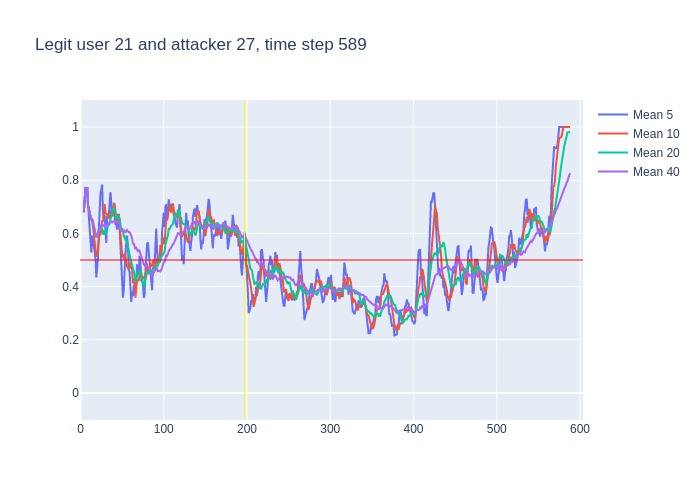 Legit user 21 and attacker 27, time step 589
Mean 5
Mean 10
Mean 20
Mean 40
1
0.8
0.6
0.4
0.2
0
0 100 200 300 400 500 600